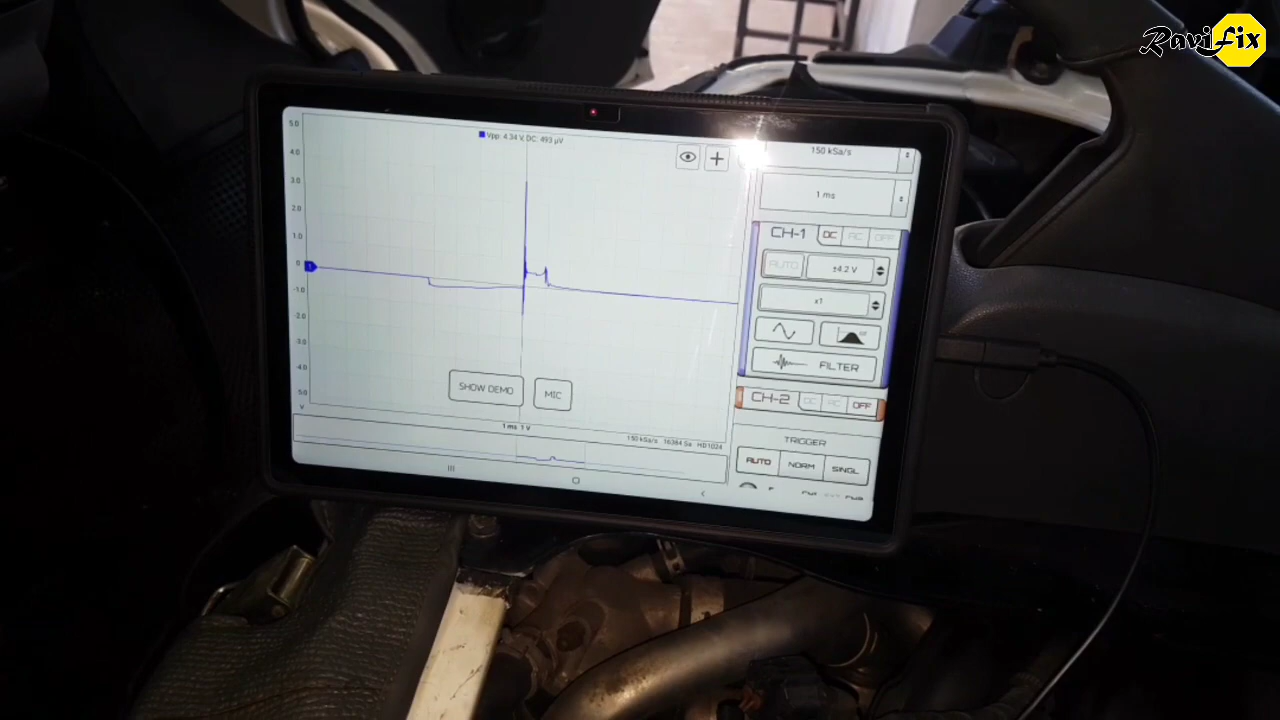 RaviFix
5.0
4.0
3.0
2.0
1.0
0
-1.0
-2.0
-3.0
-4.0
-5.0
V
Vpp: 4.34 V, DC: 493 µV
1
SHOW DEMO
MIC
1 ms 1 V
150 kSa/s 16384 Sa HD1024
150 kSa/s
1 ms
CH-1 DC AC OFF
AUTO ±4.2 V
x1
FILTER
CH-2 DC AC OFF
TRIGGER
AUTO NORM SINGL